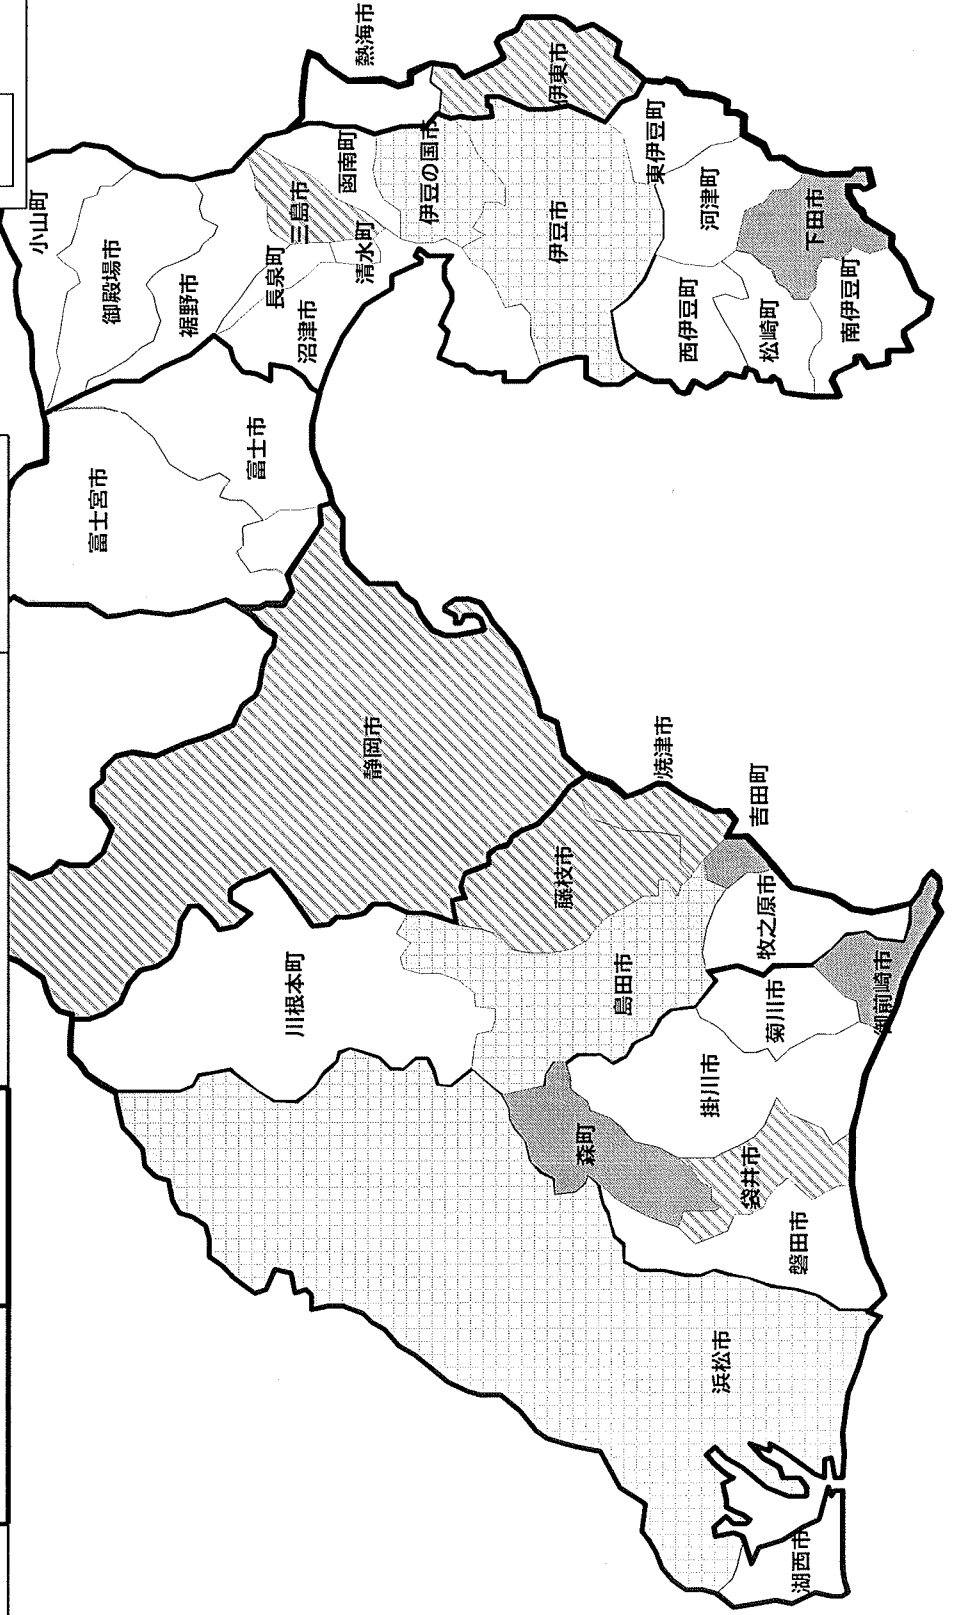 小山町
御殿場市
裾野市
長泉町
三島市
函南町
熱海市
沼津市
清水町
伊豆の国市
伊東市
伊豆市
東伊豆町
河津町
西伊豆町
松崎町
下田市
南伊豆町
富士宮市
富士市
静岡市
焼津市
藤枝市
吉田町
川根本町
島田市
牧之原市
御前崎市
菊川市
掛川市
森町
袋井市
磐田市
浜松市
湖西市